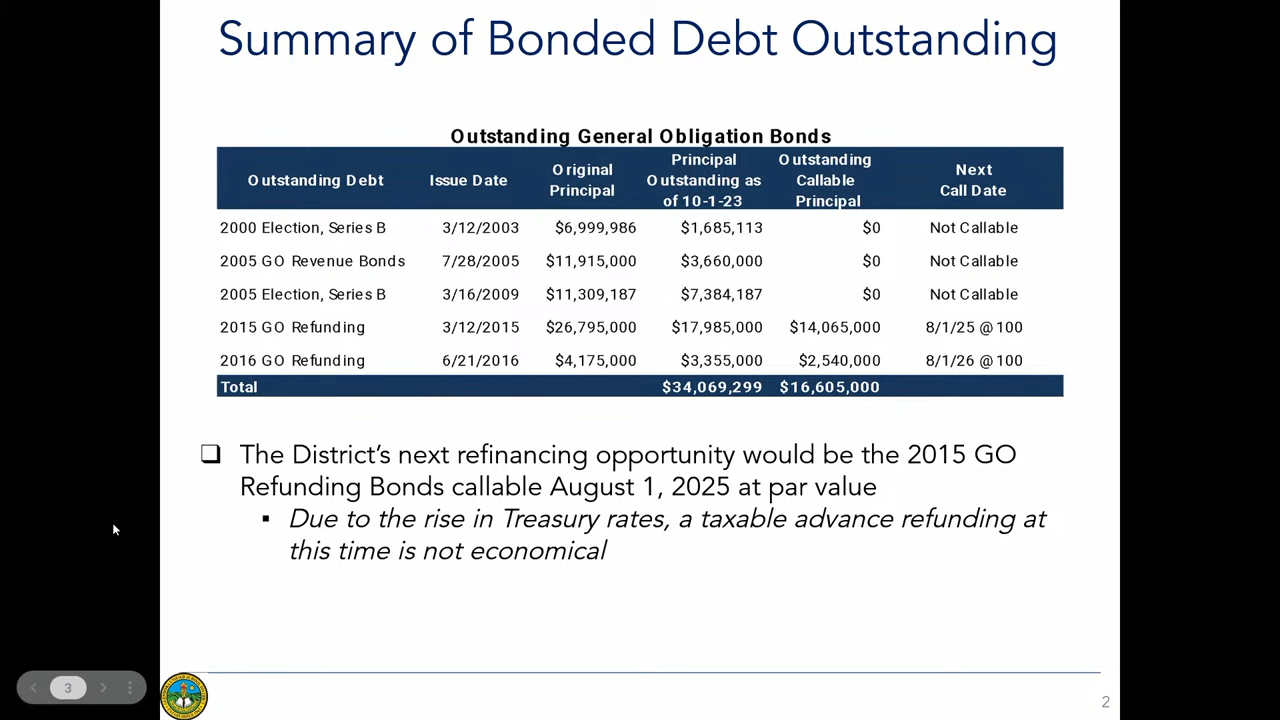 Summary of Bonded Debt Outstanding
Outstanding General Obligation Bonds
Outstanding Debt Issue Date Original Principal Principal Outstanding as of 10-1-23 Outstanding Callable Principal Next Call Date
2000 Election, Series B 3/12/2003 $6,999,986 $1,685,113 $0 Not Callable
2005 GO Revenue Bonds 7/28/2005 $11,915,000 $3,660,000 $0 Not Callable
2005 Election, Series B 3/16/2009 $11,309,187 $7,384,187 $0 Not Callable
2015 GO Refunding 3/12/2015 $26,795,000 $17,985,000 $14,065,000 8/1/25 @100
2016 GO Refunding 6/21/2016 $4,175,000 $3,355,000 $2,540,000 8/1/26 @100
Total $34,069,299 $16,605,000
The District's next refinancing opportunity would be the 2015 GO
Refunding Bonds callable August 1, 2025 at par value
Due to the rise in Treasury rates, a taxable advance refunding at
this time is not economical
3
2